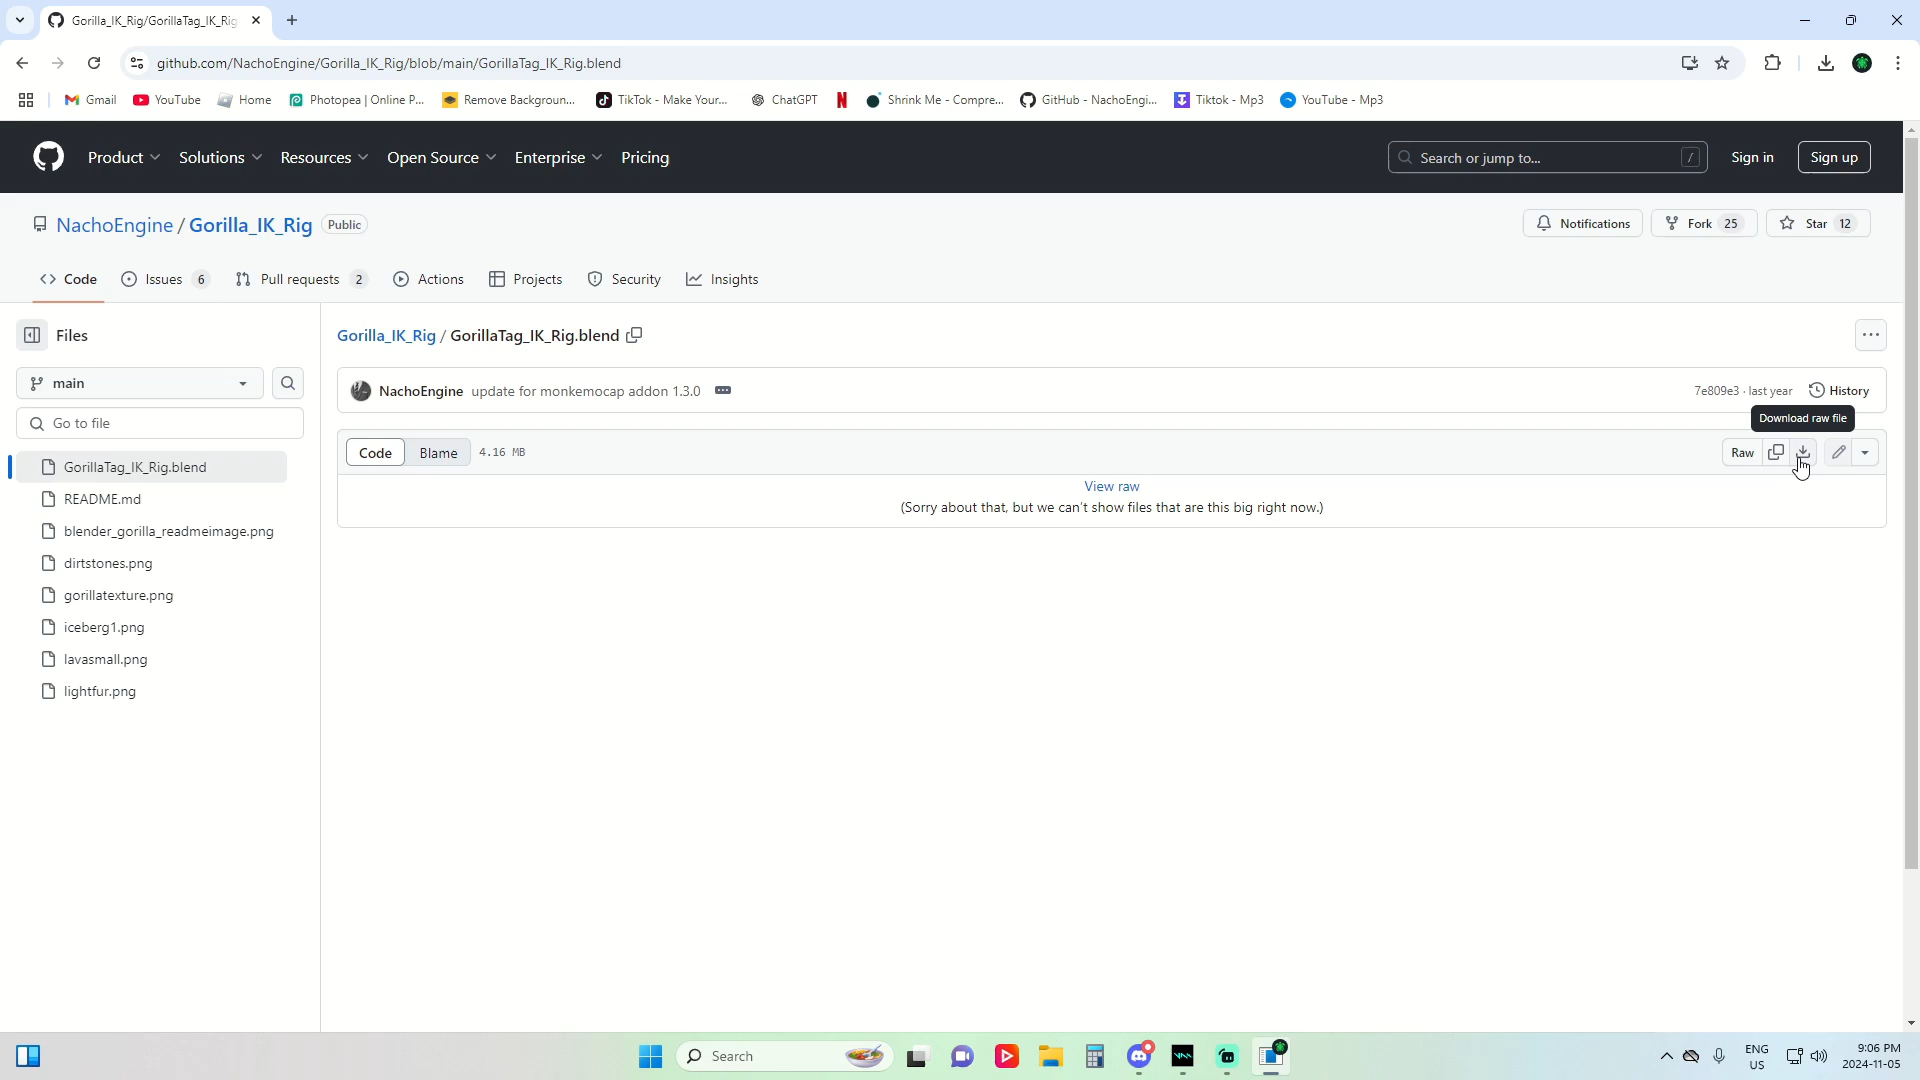 Gorilla_IK_Rig/GorillaTag_IK_Rig
github.com/NachoEngine/Gorilla_IK_Rig/blob/main/GorillaTag_IK_Rig.blend
Gmail YouTube Home Photopea | Online P... Remove Backgroun... TikTok - Make Your... ChatGPT Shrink Me - Compre... GitHub - NachoEngi... Tiktok - Mp3 YouTube - Mp3
Product Solutions Resources Open Source Enterprise Pricing Search or jump to... / Sign in Sign up
NachoEngine / Gorilla_IK_Rig Public Notifications Fork 25 Star 12
Code Issues 6 Pull requests 2 Actions Projects Security Insights
Files Gorilla_IK_Rig / GorillaTag_IK_Rig.blend
main
NachoEngine update for monkemocap addon 1.3.0 7e809e3 · last year History
Download raw file
Go to file
Code Blame 4.16 MB Raw
GorillaTag_IK_Rig.blend
View raw
(Sorry about that, but we can't show files that are this big right now.)
README.md
blender_gorilla_readmeimage.png
dirtstones.png
gorillatexture.png
iceberg1.png
lavasmall.png
lightfur.png
Search
ENG
US
9:06 PM
2024-11-05